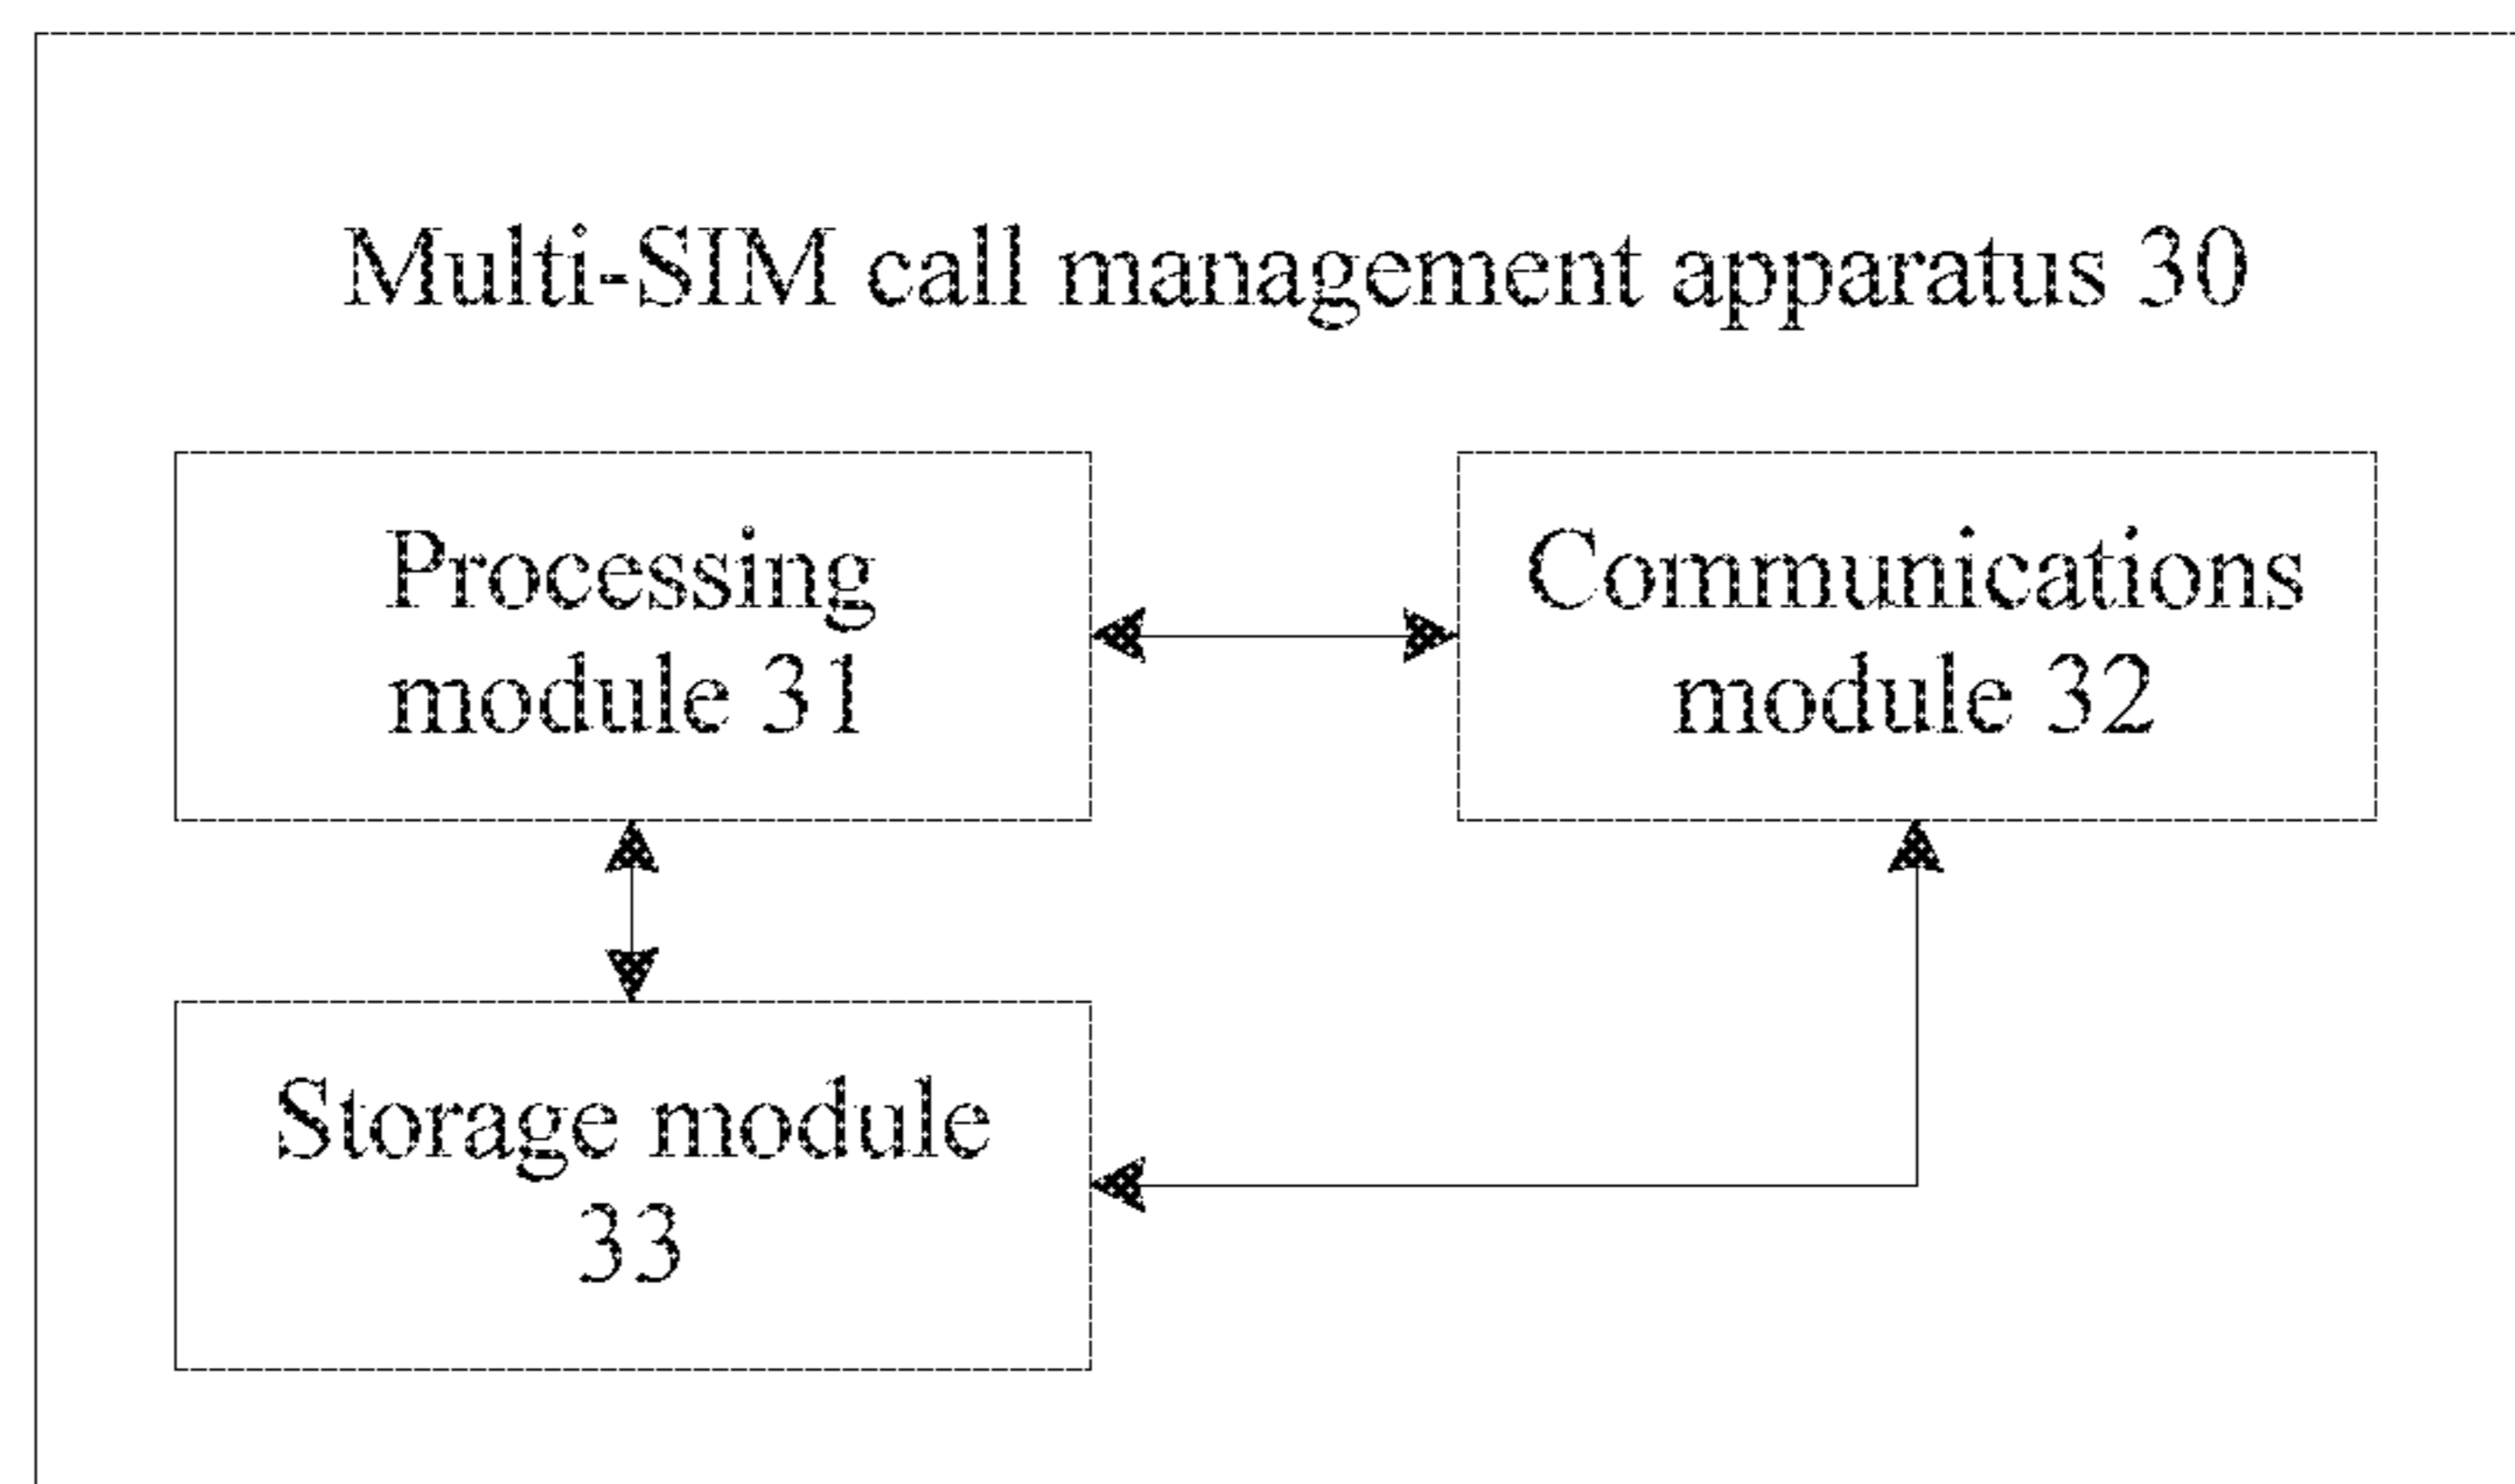 Multi-SIM call management apparatus 30
Processing
module 31
Communications
module 32
Storage module
33